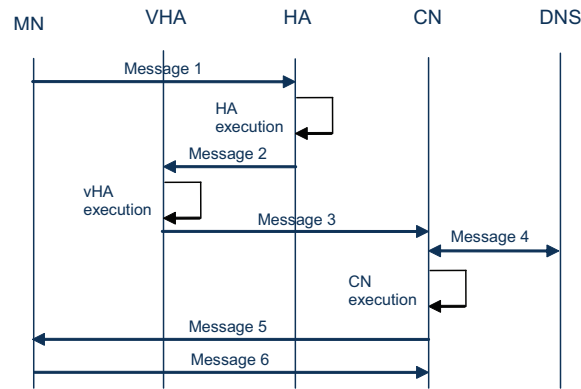 MN VHA HA CN DNS
Message 1
HA
execution
Message 2
vHA
execution
Message 3
Message 4
CN
execution
Message 5
Message 6